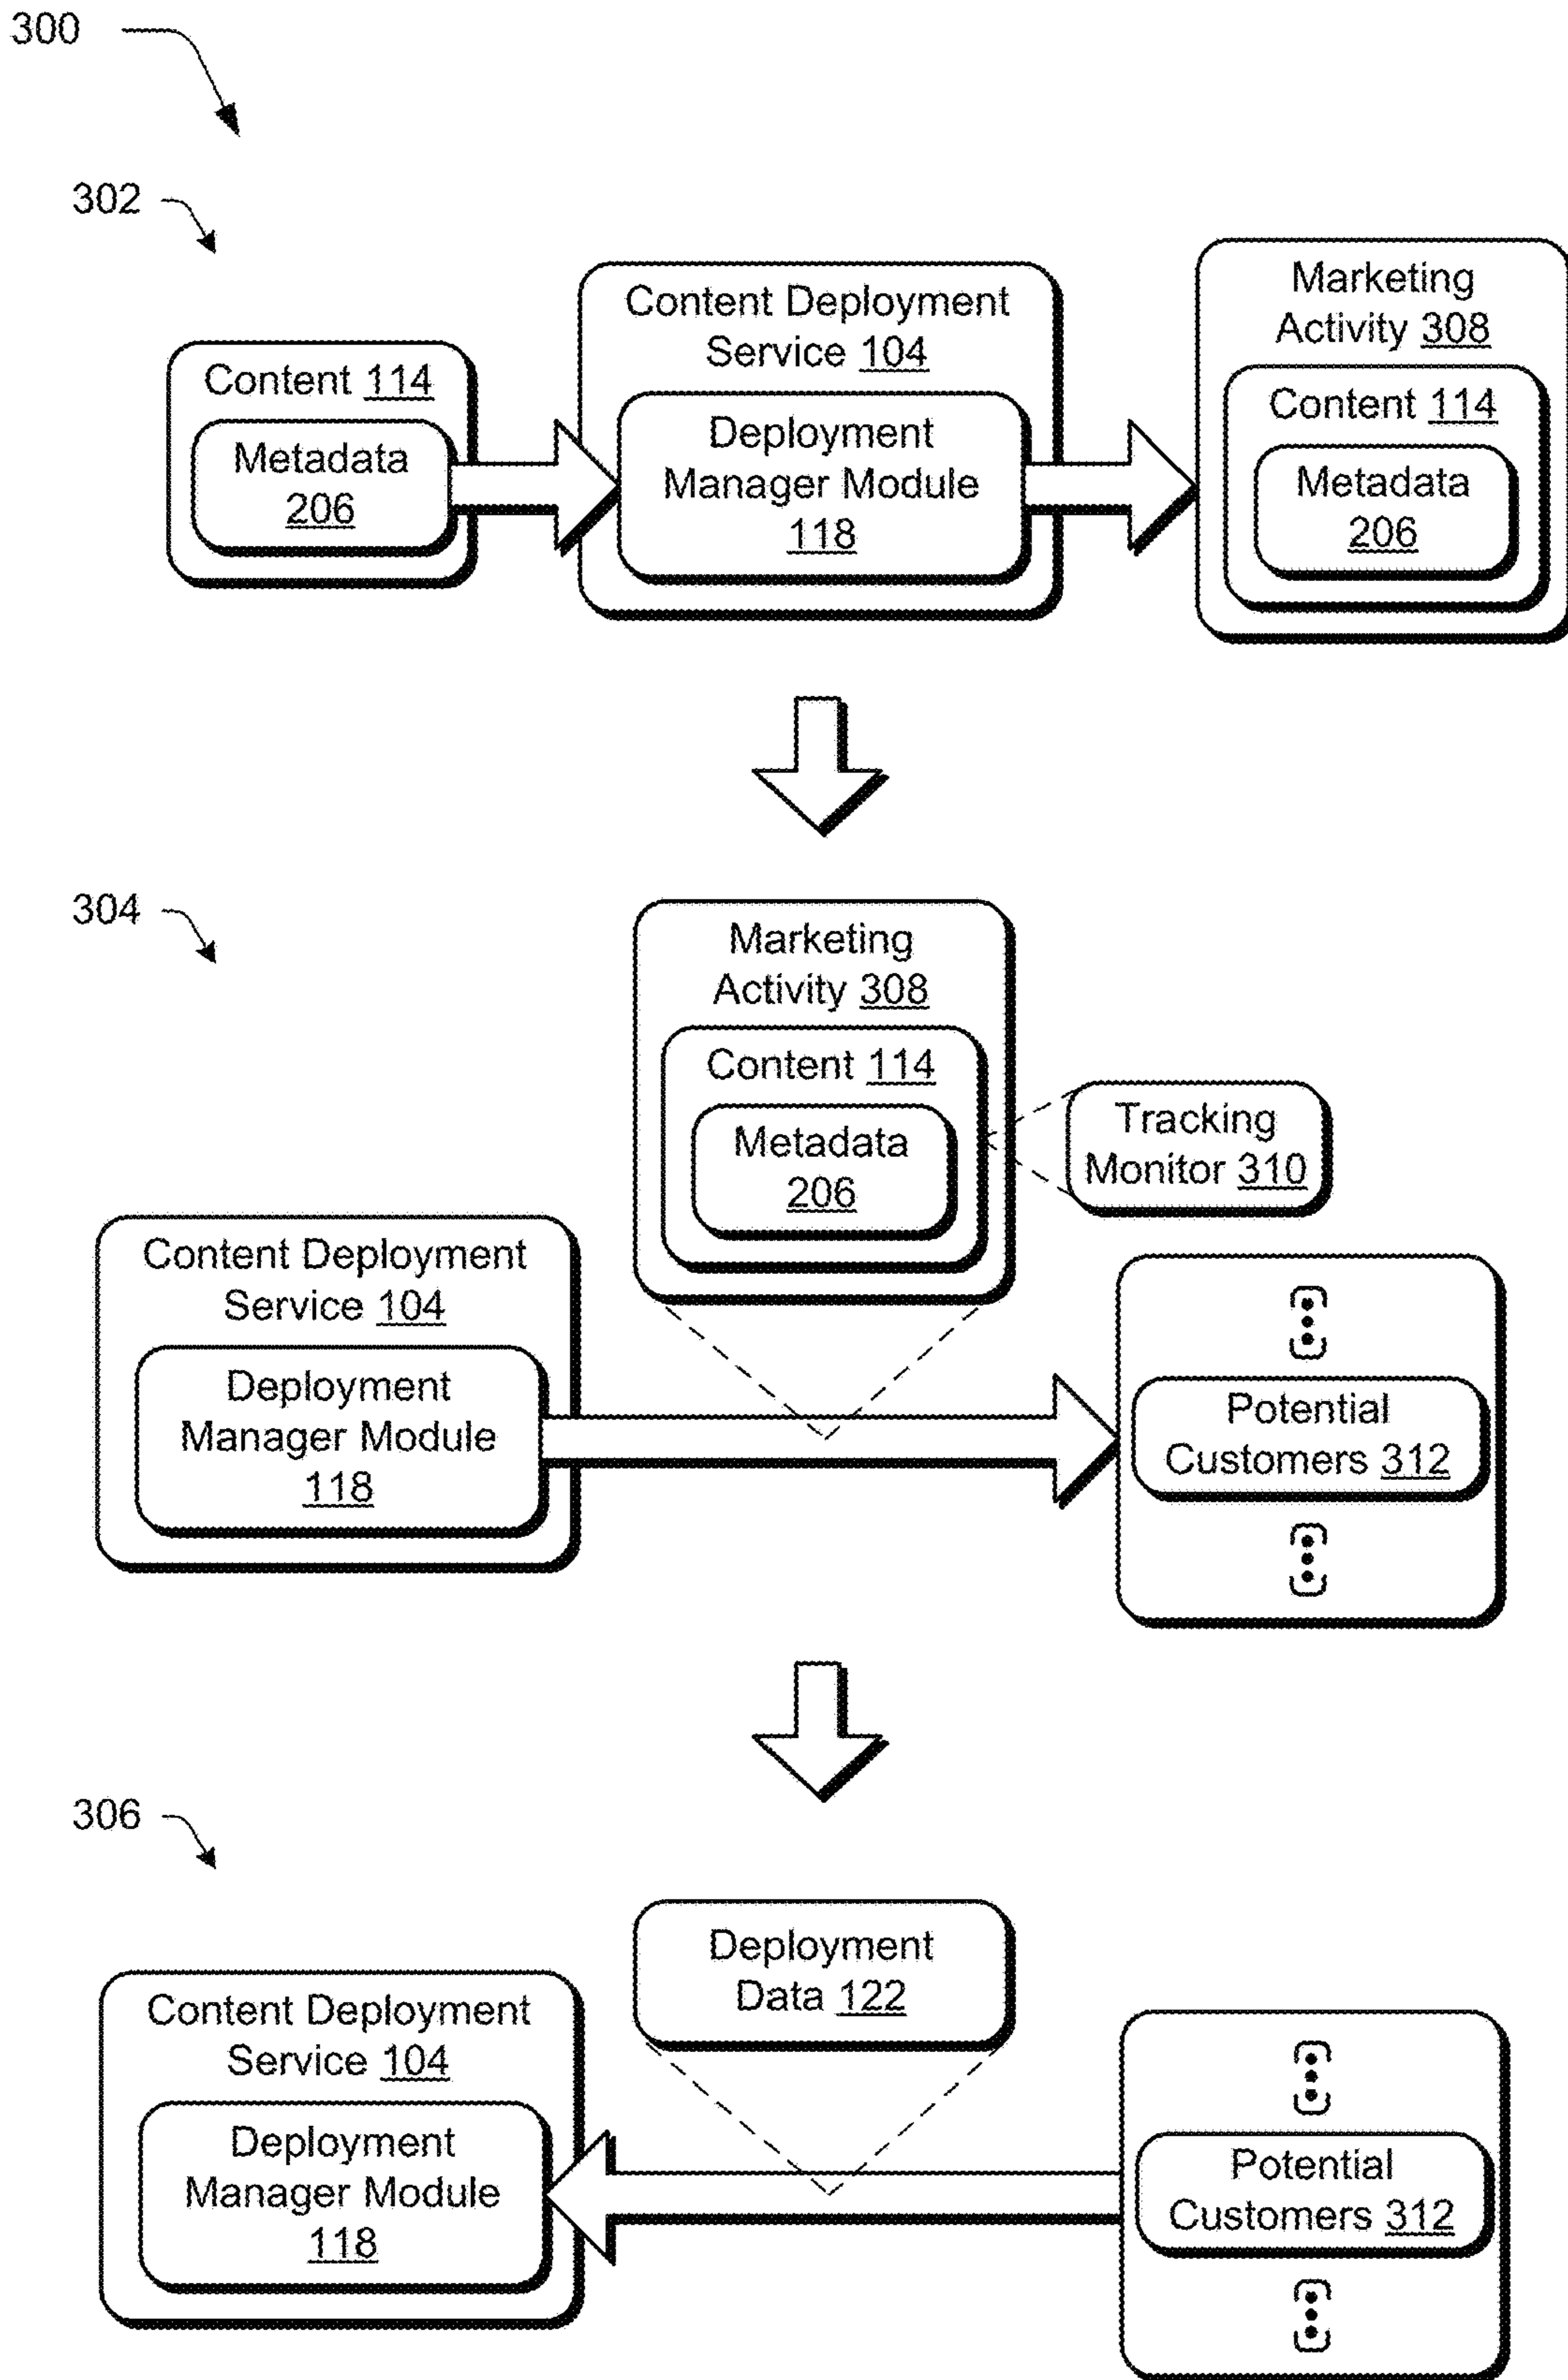 300
302
Content 114
Metadata
206
Content Deployment
Service 104
Deployment
Manager Module
118
Marketing
Activity 308
Content 114
Metadata
206
304
Marketing
Activity 308
Content 114
Metadata
206
Tracking
Monitor 310
Content Deployment
Service 104
Deployment
Manager Module
118
Potential
Customers 312
306
Deployment
Data 122
Content Deployment
Service 104
Deployment
Manager Module
118
Potential
Customers 312